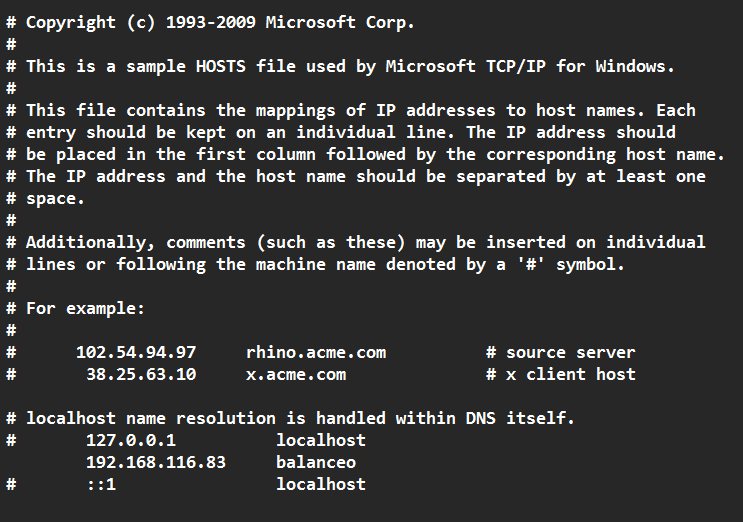 # Copyright (c) 1993-2009 Microsoft Corp.
#
# This is a sample HOSTS file used by Microsoft TCP/IP for Windows.
#
# This file contains the mappings of IP addresses to host names. Each
# entry should be kept on an individual line. The IP address should
# be placed in the first column followed by the corresponding host name.
# The IP address and the host name should be separated by at least one
# space.
#
# Additionally, comments (such as these) may be inserted on individual
# lines or following the machine name denoted by a '#' symbol.
#
# For example:
#
#      102.54.94.97     rhino.acme.com          # source server
#       38.25.63.10     x.acme.com              # x client host

# localhost name resolution is handled within DNS itself.
#       127.0.0.1          localhost
        192.168.116.83     balanceo
#       ::1                localhost